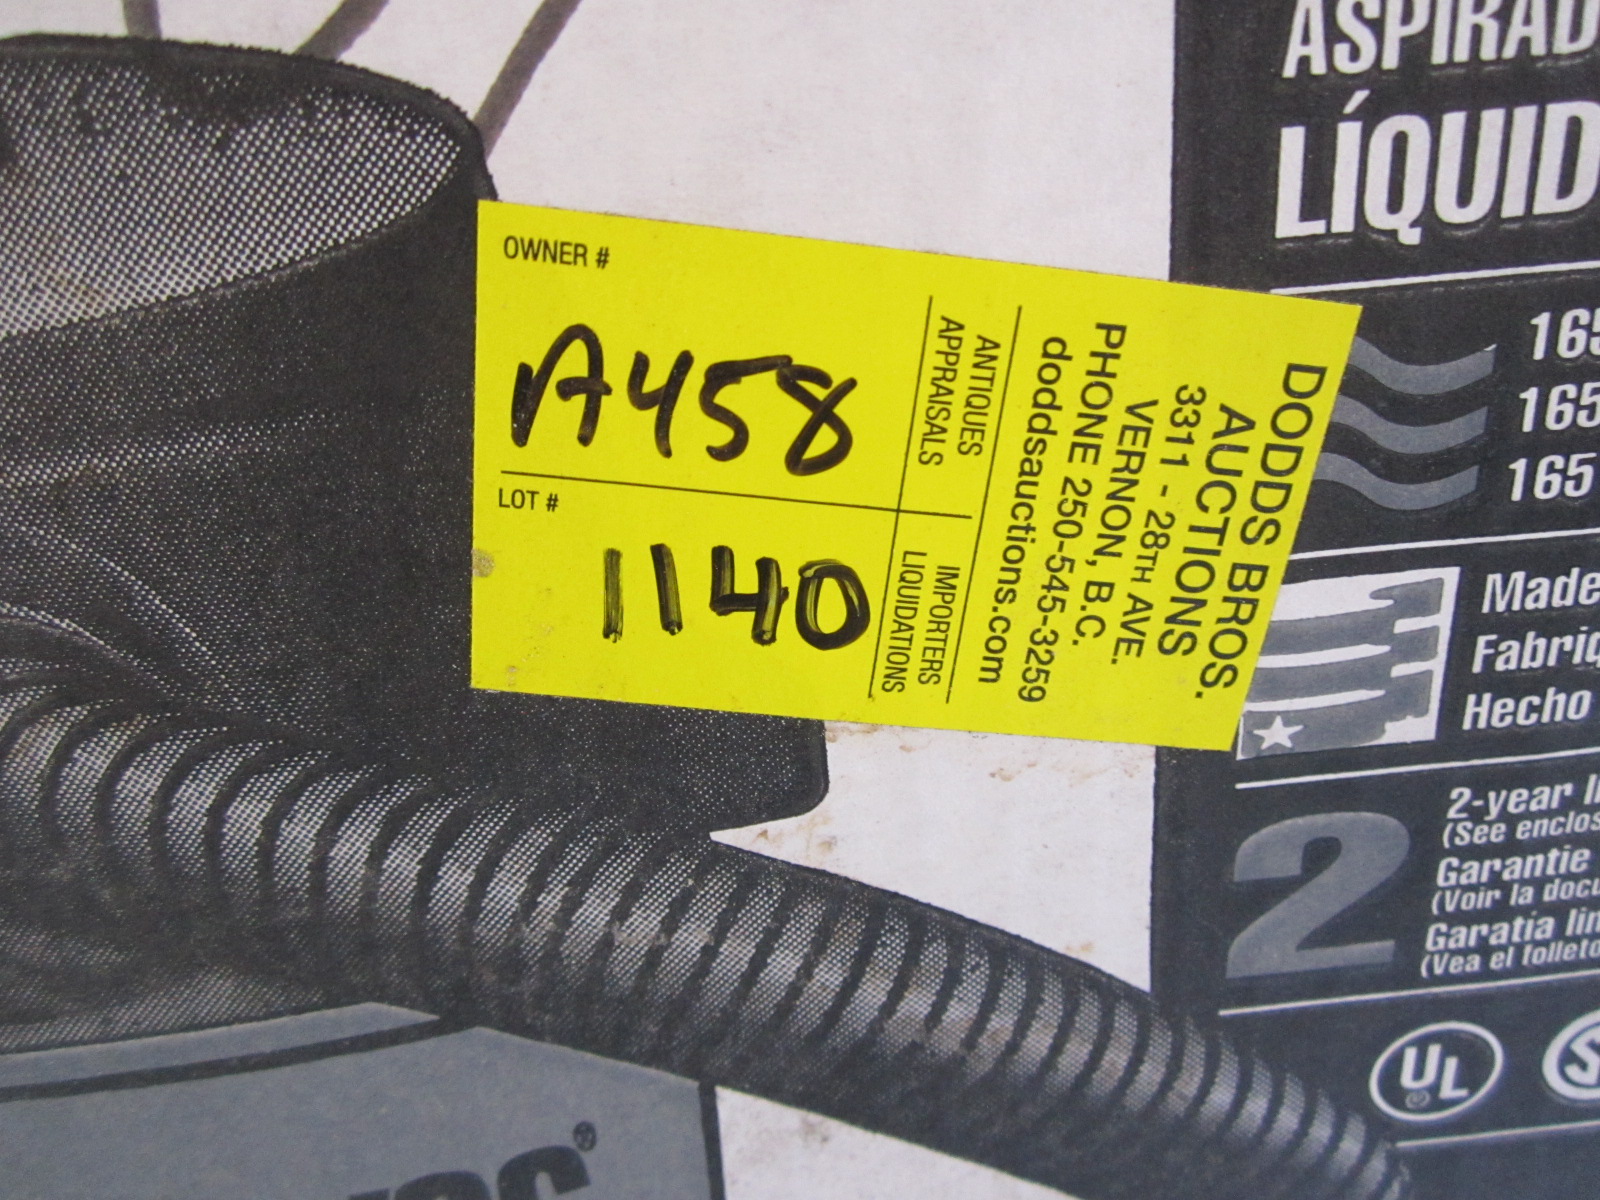 OWNER #
A458
LOT #
1140
ANTIQUES
APPRAISALS
IMPORTERS
LIQUIDATIONS
DODDS BROS.
AUCTIONS
3311 - 28TH AVE.
VERNON, B.C.
PHONE 250-545-3259
doddsauctions.com
ASPIRAD
LÍQUID
165
165
165
Made
Fabriq
Hecho
2
2-year li
(See enclos
Garantie
(Voir la docu
Garatía lim
(Vea el folleto
UL
®